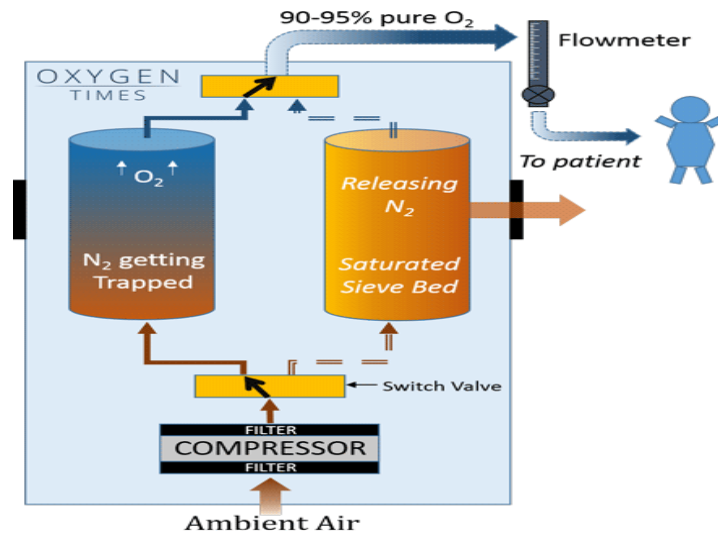 90-95% pure O₂
Flowmeter
OXYGEN
TIMES
To patient
↑ O₂ ↑
N₂ getting
Trapped
Releasing
N₂
Saturated
Sieve Bed
Switch Valve
FILTER
COMPRESSOR
FILTER
Ambient Air